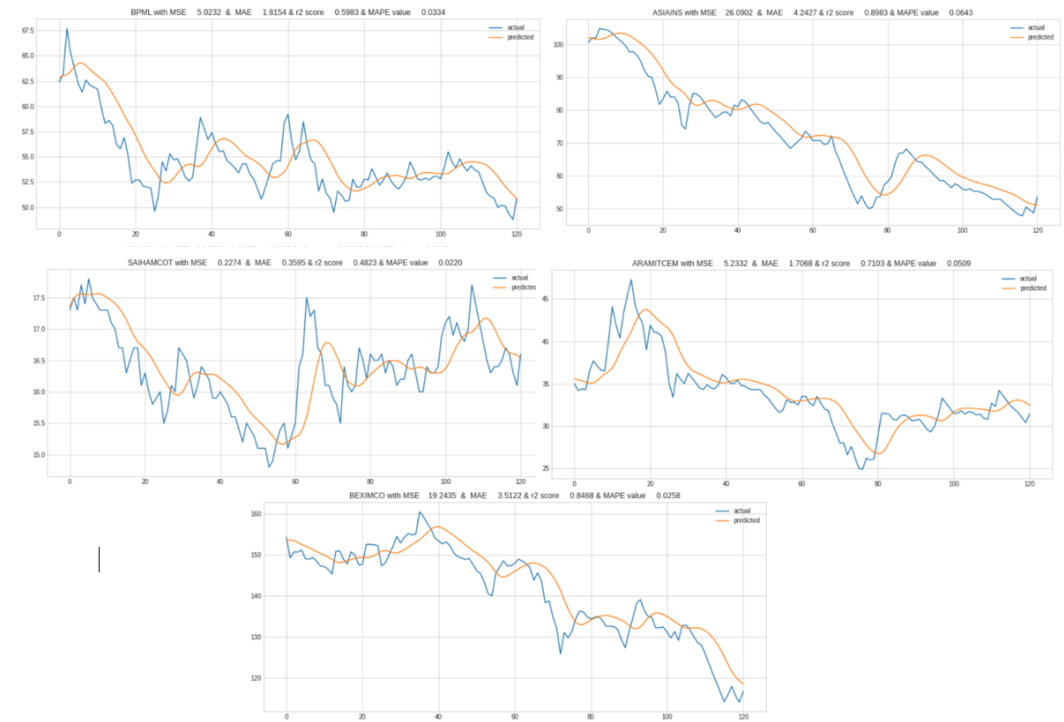 BPML with MSE 5.0232 & MAE 1.8154 & r2 score 0.5983 & MAPE value 0.0334
actual
predicted
67.5
65.0
62.5
60.0
57.5
55.0
52.5
50.0
0 20 40 60 80 100 120
ASIAINS with MSE 26.0902 & MAE 4.2427 & r2 score 0.8983 & MAPE value 0.0643
actual
predicted
100
90
80
70
60
50
0 20 40 60 80 100 120
SAIHAMCOT with MSE 0.2274 & MAE 0.3595 & r2 score 0.4823 & MAPE value 0.0220
actual
predicted
17.5
17.0
16.5
16.0
15.5
15.0
0 20 40 60 80 100 120
ARAMITCEM with MSE 5.2332 & MAE 1.7068 & r2 score 0.7103 & MAPE value 0.0509
actual
predicted
45
40
35
30
25
0 20 40 60 80 100 120
BEXIMCO with MSE 19.2435 & MAE 3.5122 & r2 score 0.8468 & MAPE value 0.0258
actual
predicted
160
150
140
130
120
0 20 40 60 80 100 120